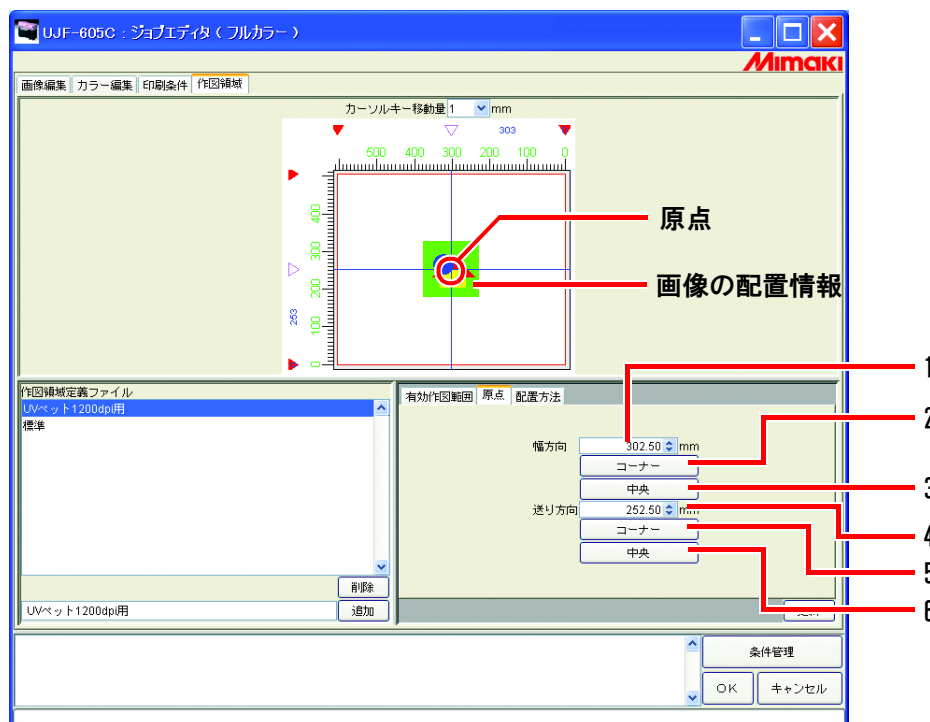 UJF-605C : ジョブエディタ ( フルカラー )
Mimaki
画像編集 カラー編集 印刷条件 作図領域
カーソルキー移動量 1 mm
303
500 400 300 200 100 0
400
300
200
100
0
253
原点
画像の配置情報
作図領域定義ファイル
UVペット1200dpi用
標準
削除
UVペット1200dpi用 追加
有効作図範囲 原点 配置方法
幅方向 302.50 mm
コーナー
中央
送り方向 252.50 mm
コーナー
中央
1
2
3
4
5
6
条件管理
OK キャンセル